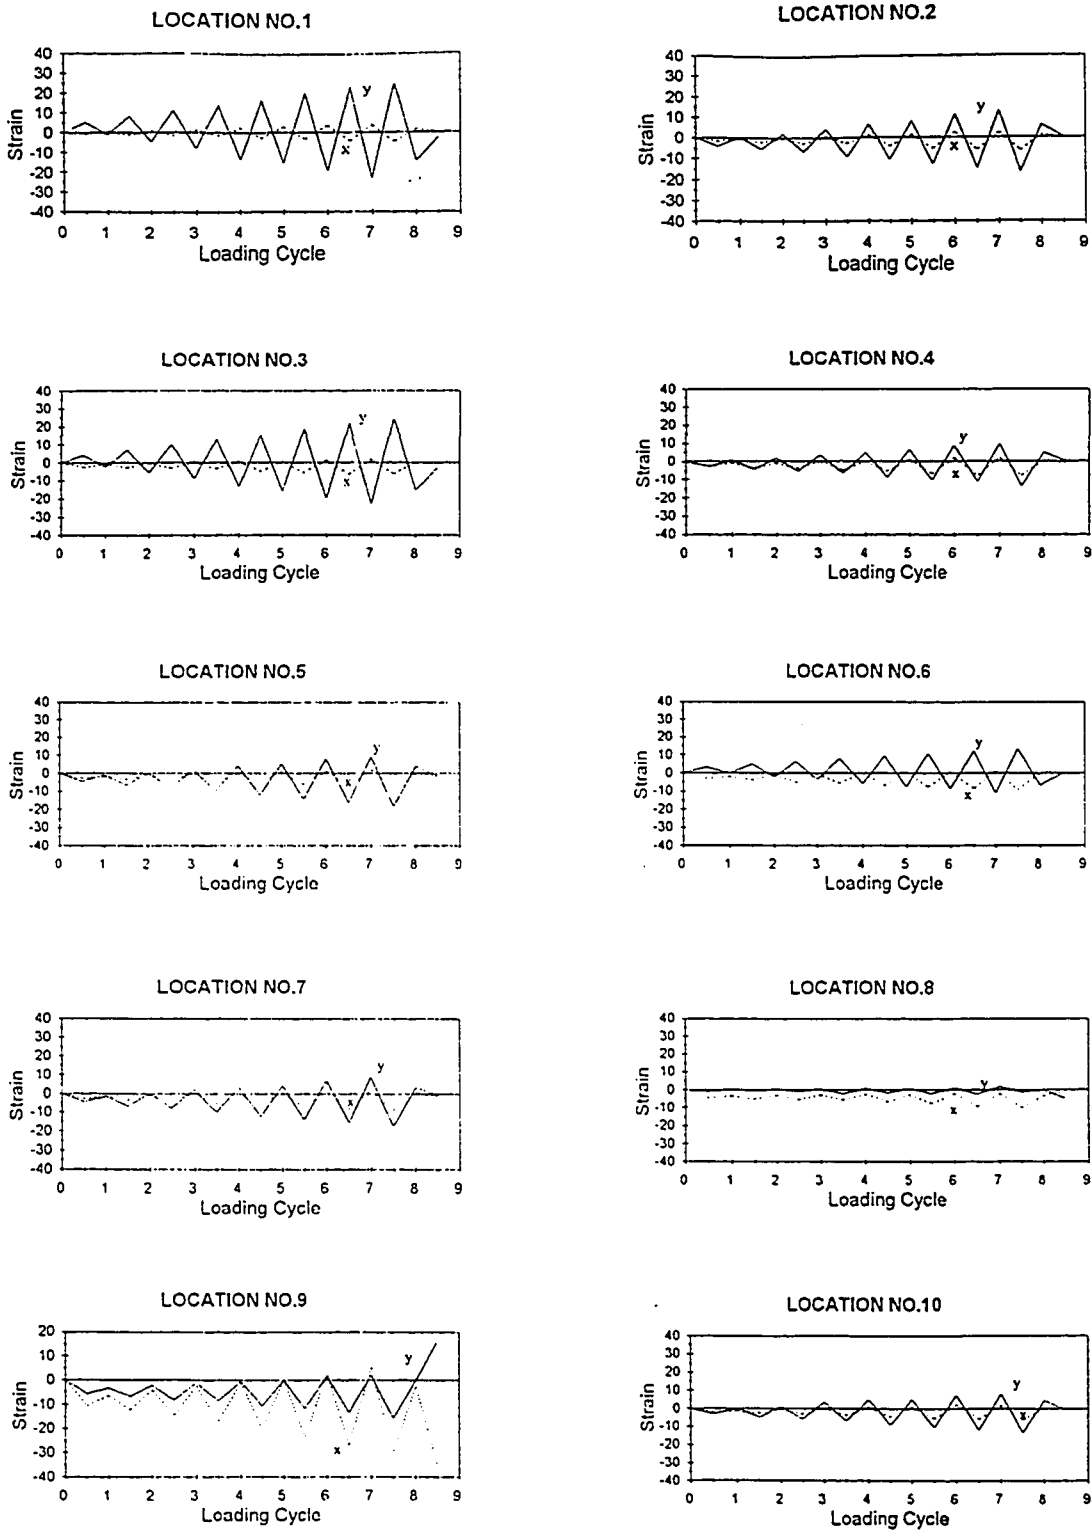 LOCATION NO.1
40
30
20
10
0
-10
-20
-30
-40
Strain
y
x
0 1 2 3 4 5 6 7 8 9
Loading Cycle
LOCATION NO.2
40
30
20
10
0
-10
-20
-30
-40
Strain
y
x
0 1 2 3 4 5 6 7 8 9
Loading Cycle
LOCATION NO.3
40
30
20
10
0
-10
-20
-30
-40
Strain
y
x
0 1 2 3 4 5 6 7 8 9
Loading Cycle
LOCATION NO.4
40
30
20
10
0
-10
-20
-30
-40
Strain
y
x
0 1 2 3 4 5 6 7 8 9
Loading Cycle
LOCATION NO.5
40
30
20
10
0
-10
-20
-30
-40
Strain
y
x
0 1 2 3 4 5 6 7 8 9
Loading Cycle
LOCATION NO.6
40
30
20
10
0
-10
-20
-30
-40
Strain
y
x
0 1 2 3 4 5 6 7 8 9
Loading Cycle
LOCATION NO.7
40
30
20
10
0
-10
-20
-30
-40
Strain
y
x
0 1 2 3 4 5 6 7 8 9
Loading Cycle
LOCATION NO.8
40
30
20
10
0
-10
-20
-30
-40
Strain
y
x
0 1 2 3 4 5 6 7 8 9
Loading Cycle
LOCATION NO.9
20
10
0
-10
-20
-30
-40
Strain
y
x
0 1 2 3 4 5 6 7 8 9
Loading Cycle
LOCATION NO.10
40
30
20
10
0
-10
-20
-30
-40
Strain
y
x
0 1 2 3 4 5 6 7 8 9
Loading Cycle